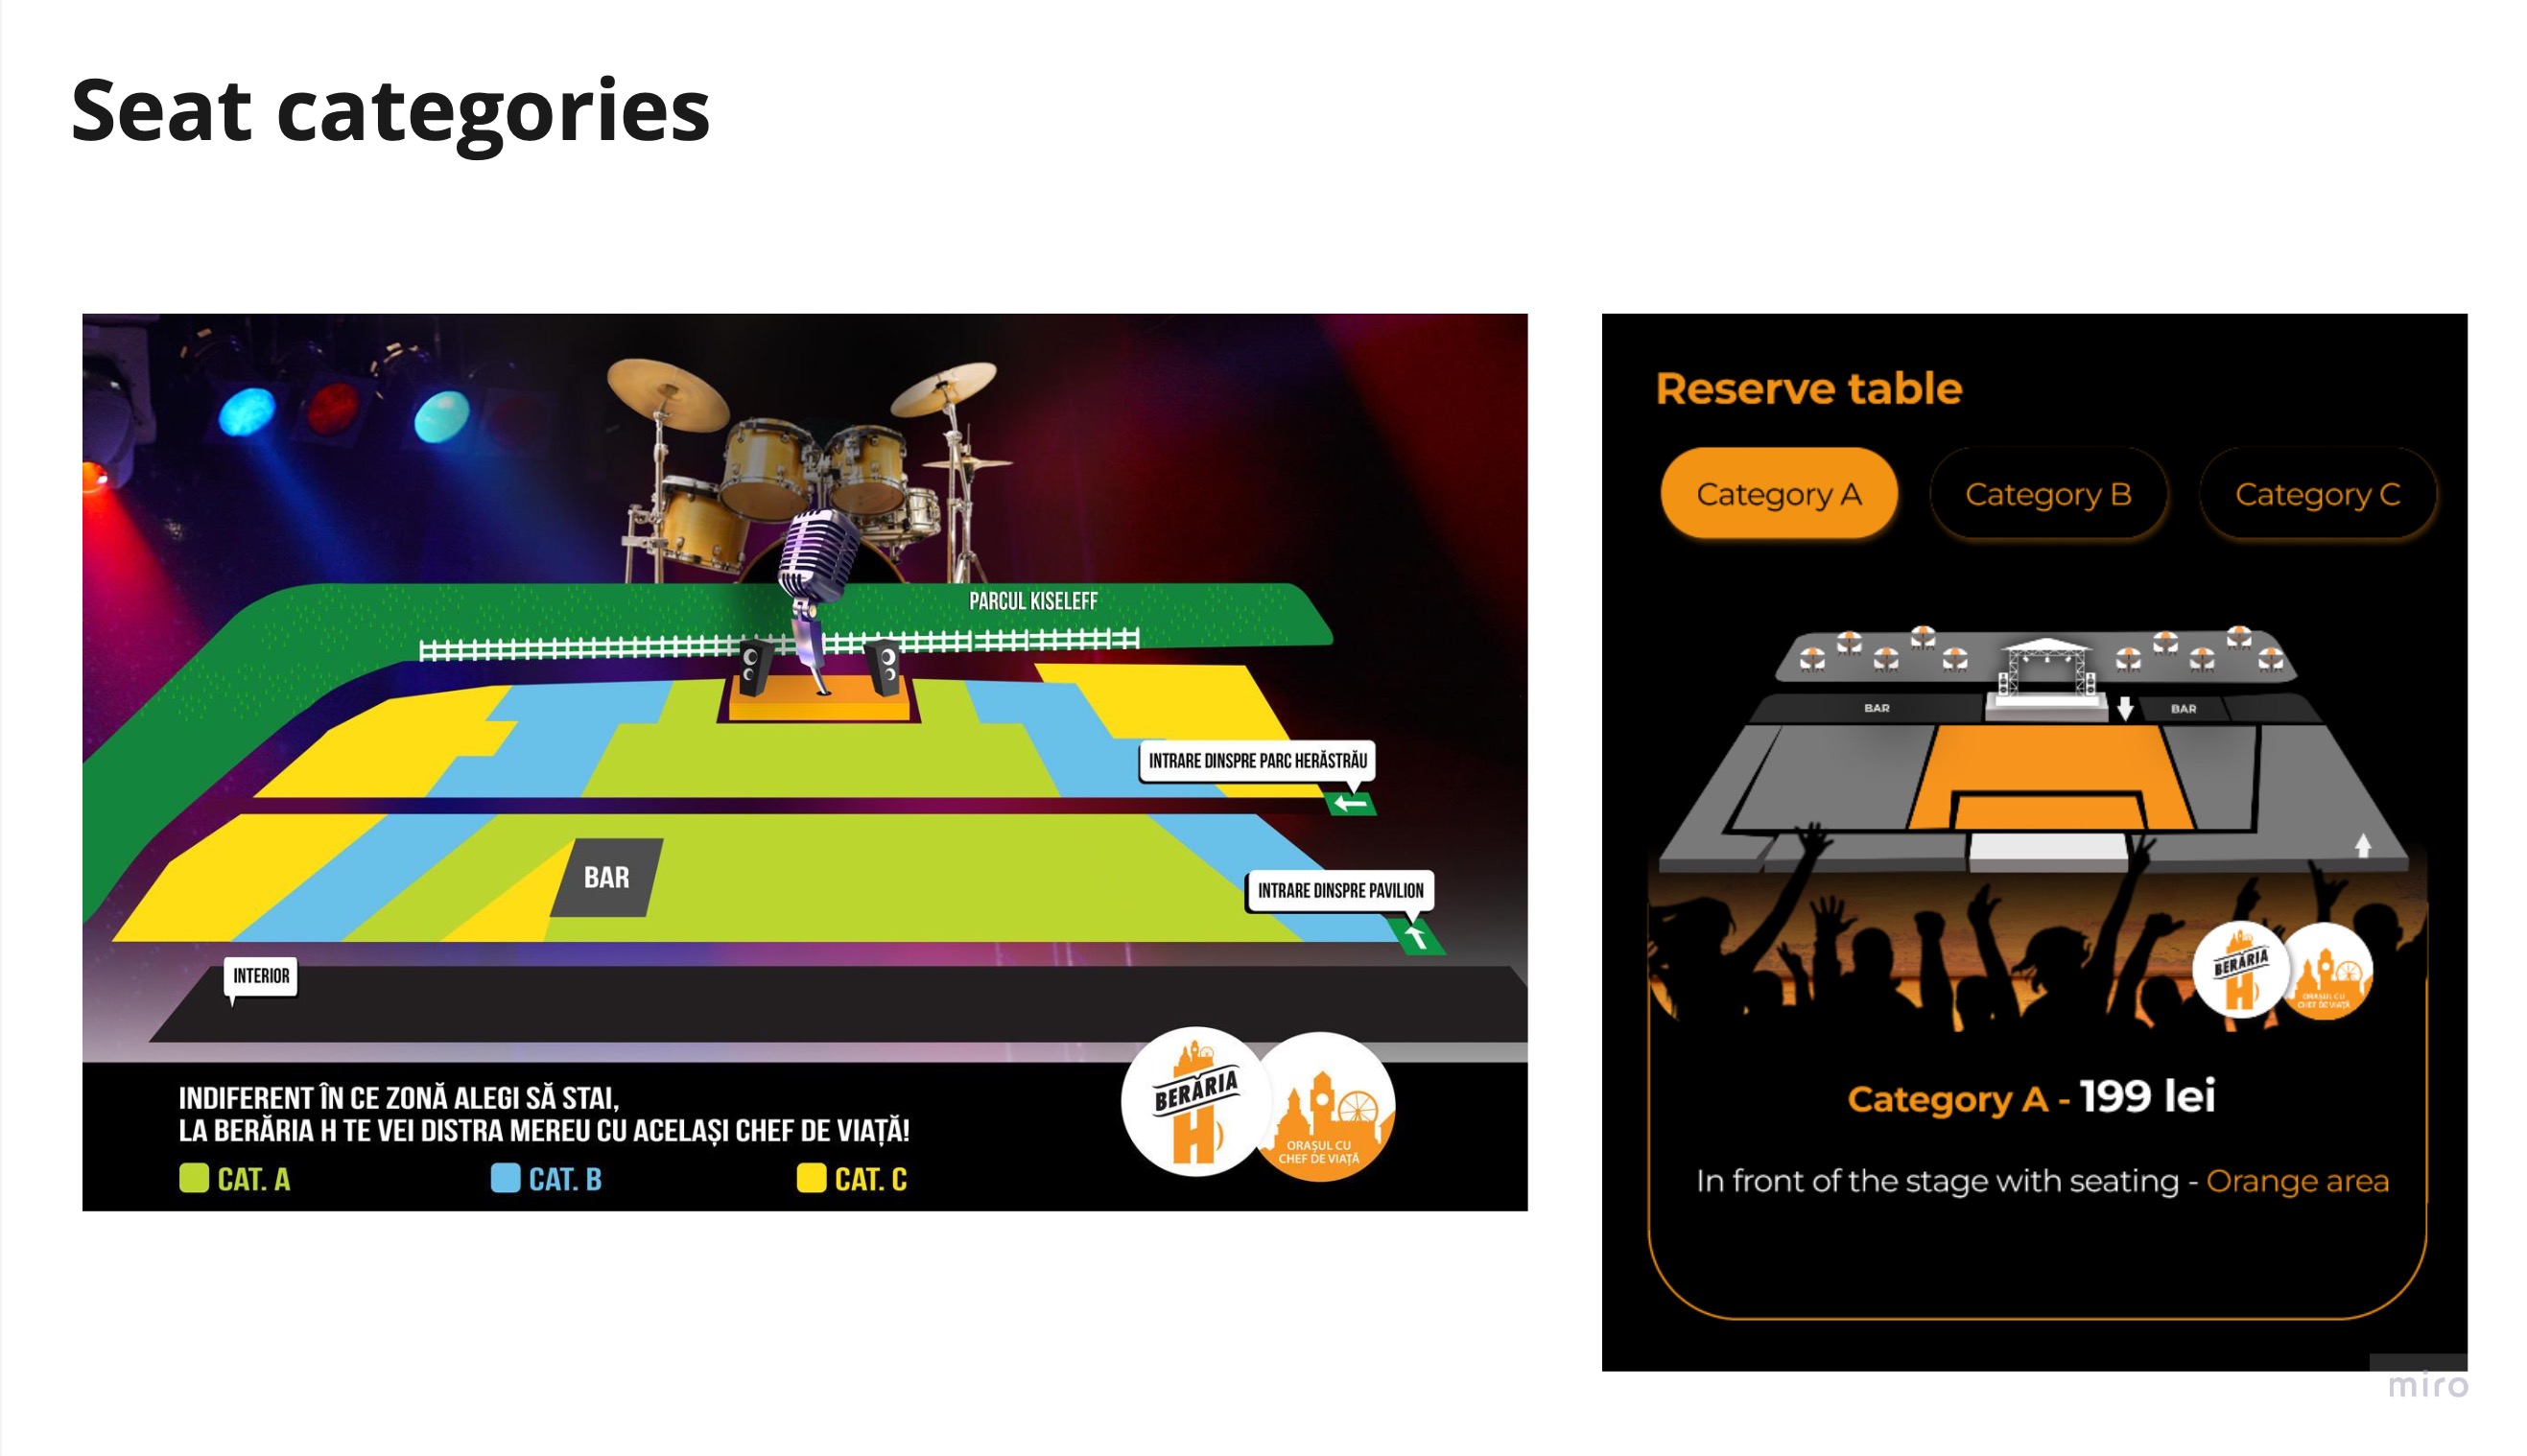 Seat categories
PARCUL KISELEFF
INTRARE DINSPRE PARC HERĂSTRĂU
BAR
INTRARE DINSPRE PAVILION
INTERIOR
INDIFERENT ÎN CE ZONĂ ALEGI SĂ STAI,
LA BERĂRIA H TE VEI DISTRA MEREU CU ACELAȘI CHEF DE VIAȚĂ!
CAT. A CAT. B CAT. C
BERĂRIA
H
ORAȘUL CU
CHEF DE VIAȚĂ
Reserve table
Category A Category B Category C
BAR BAR
BERĂRIA
H
ORAȘUL CU
CHEF DE VIAȚĂ
Category A - 199 lei
In front of the stage with seating - Orange area
miro